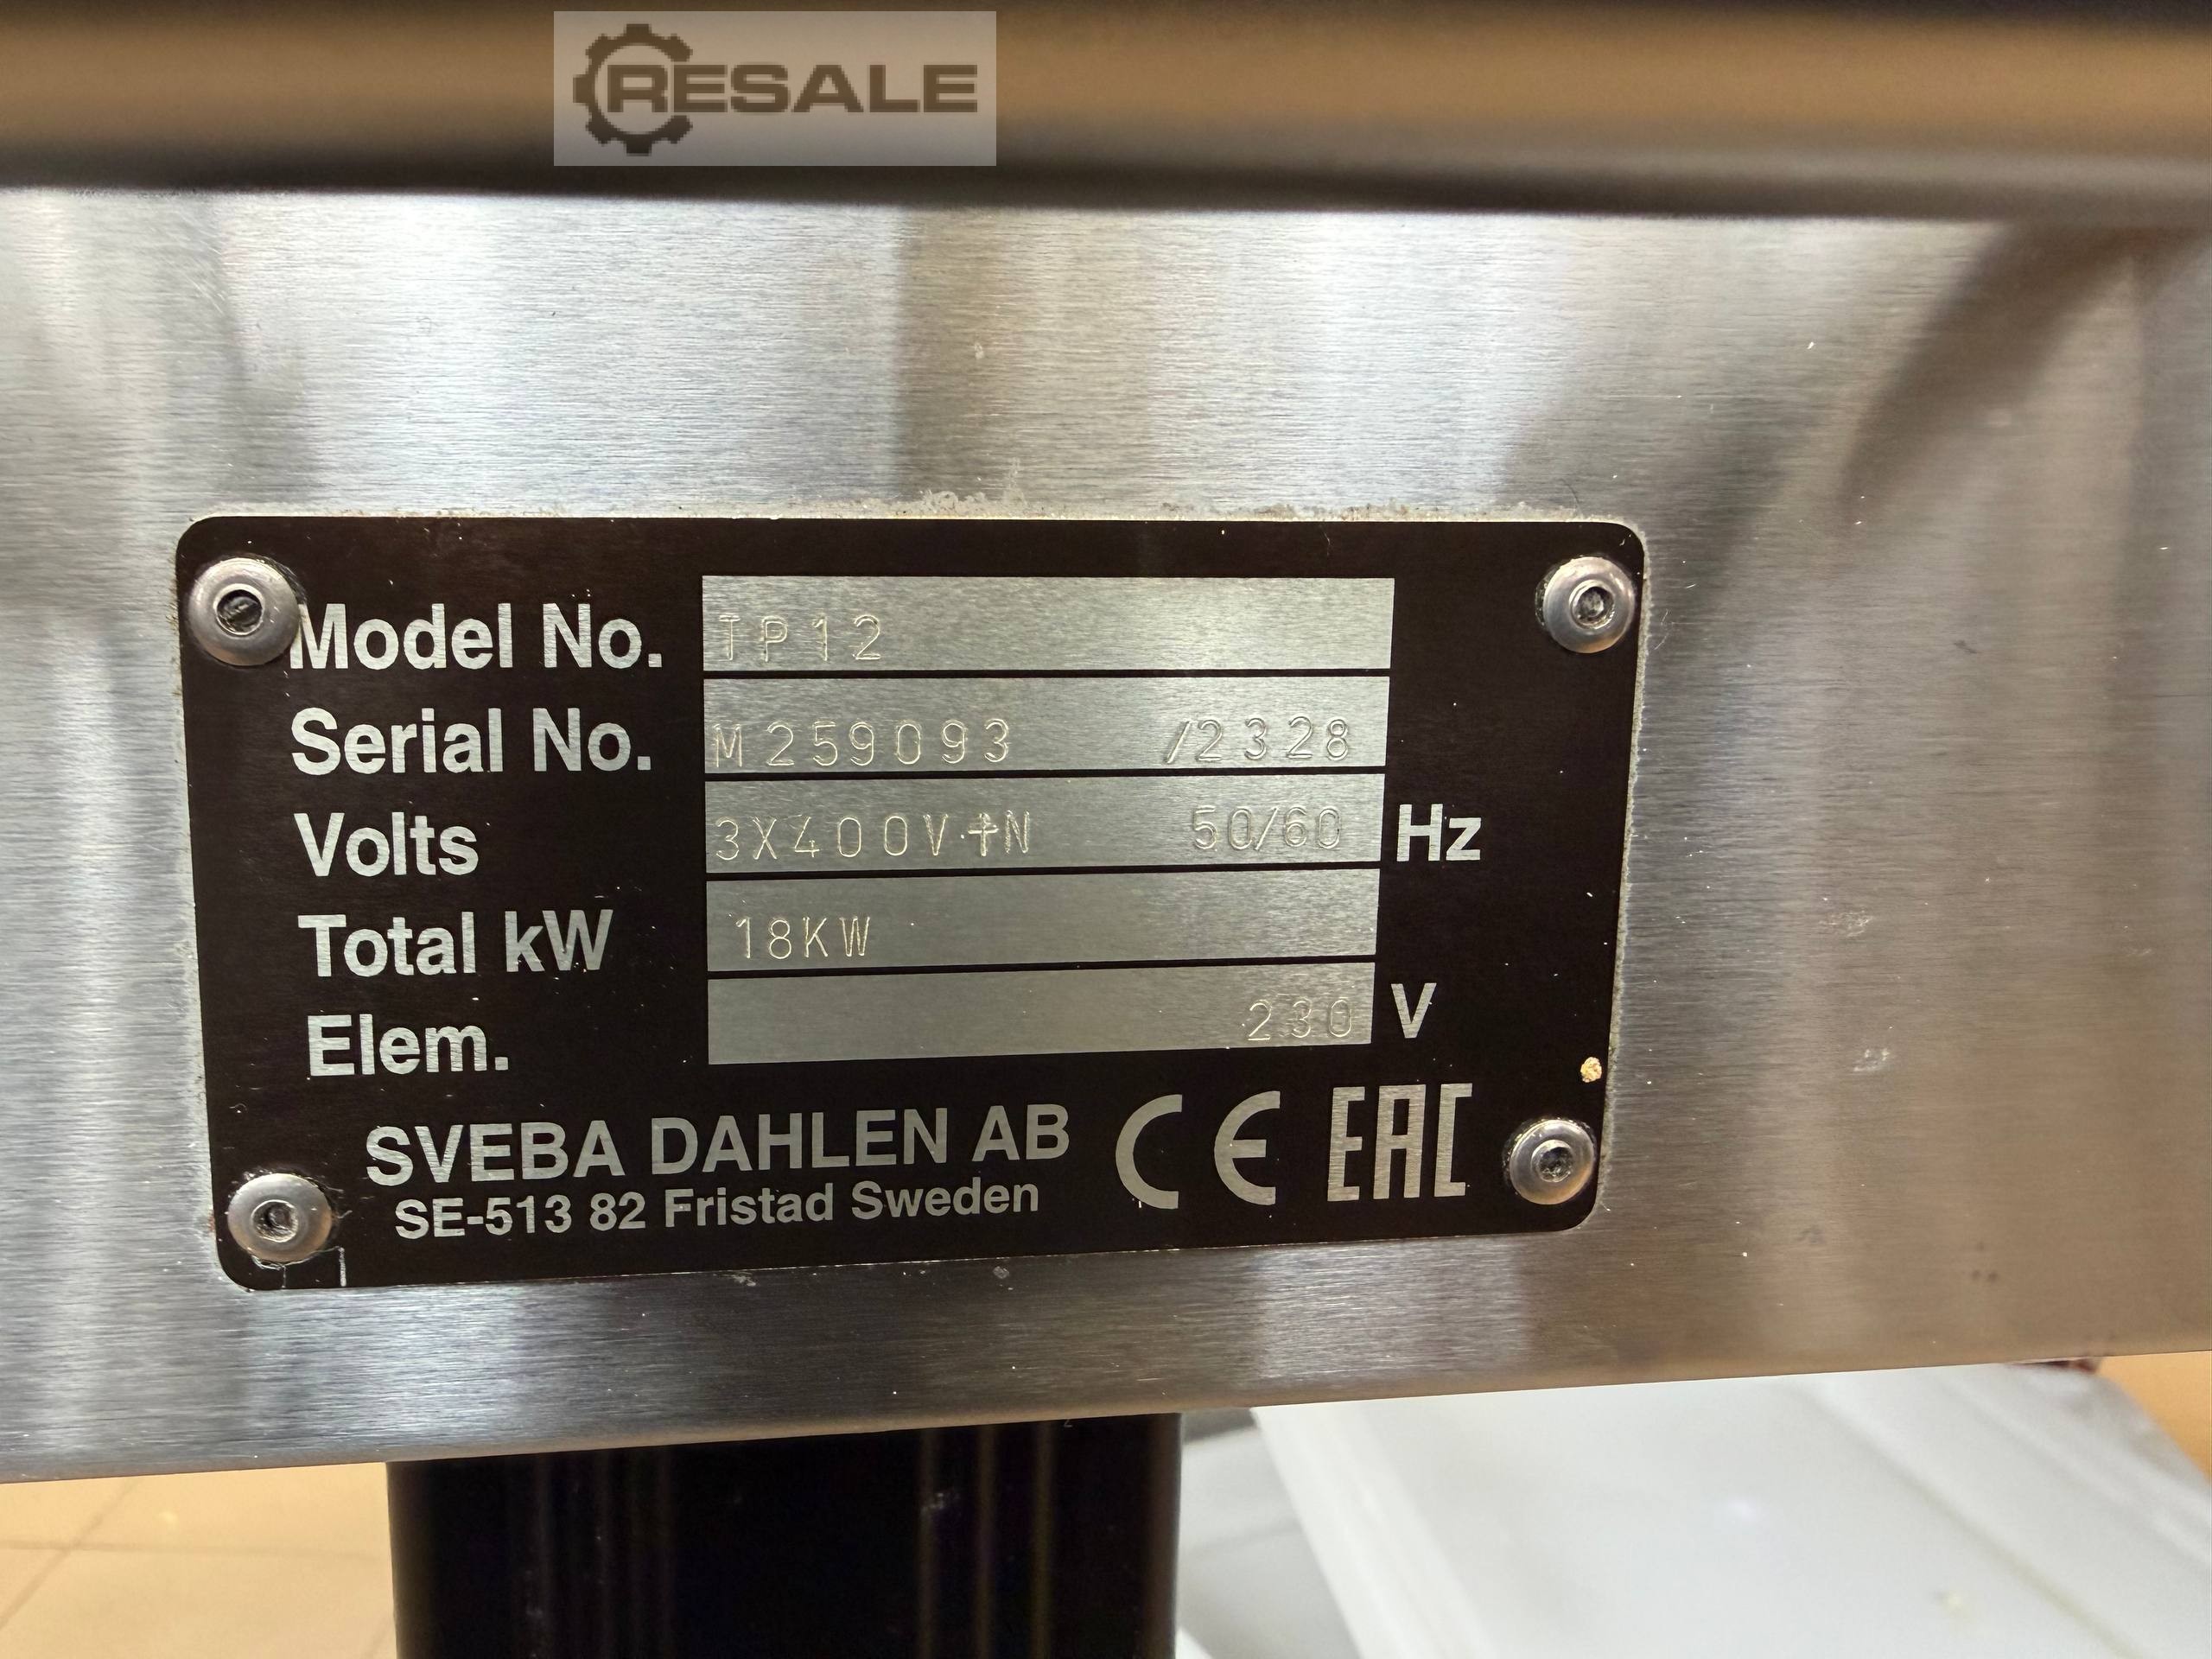 RESALE
Model No. TP12
Serial No. M259093 /2328
Volts 3X400V+N 50/60 Hz
Total kW 18KW
Elem. 230 V
SVEBA DAHLEN AB CE EAC
SE-513 82 Fristad Sweden